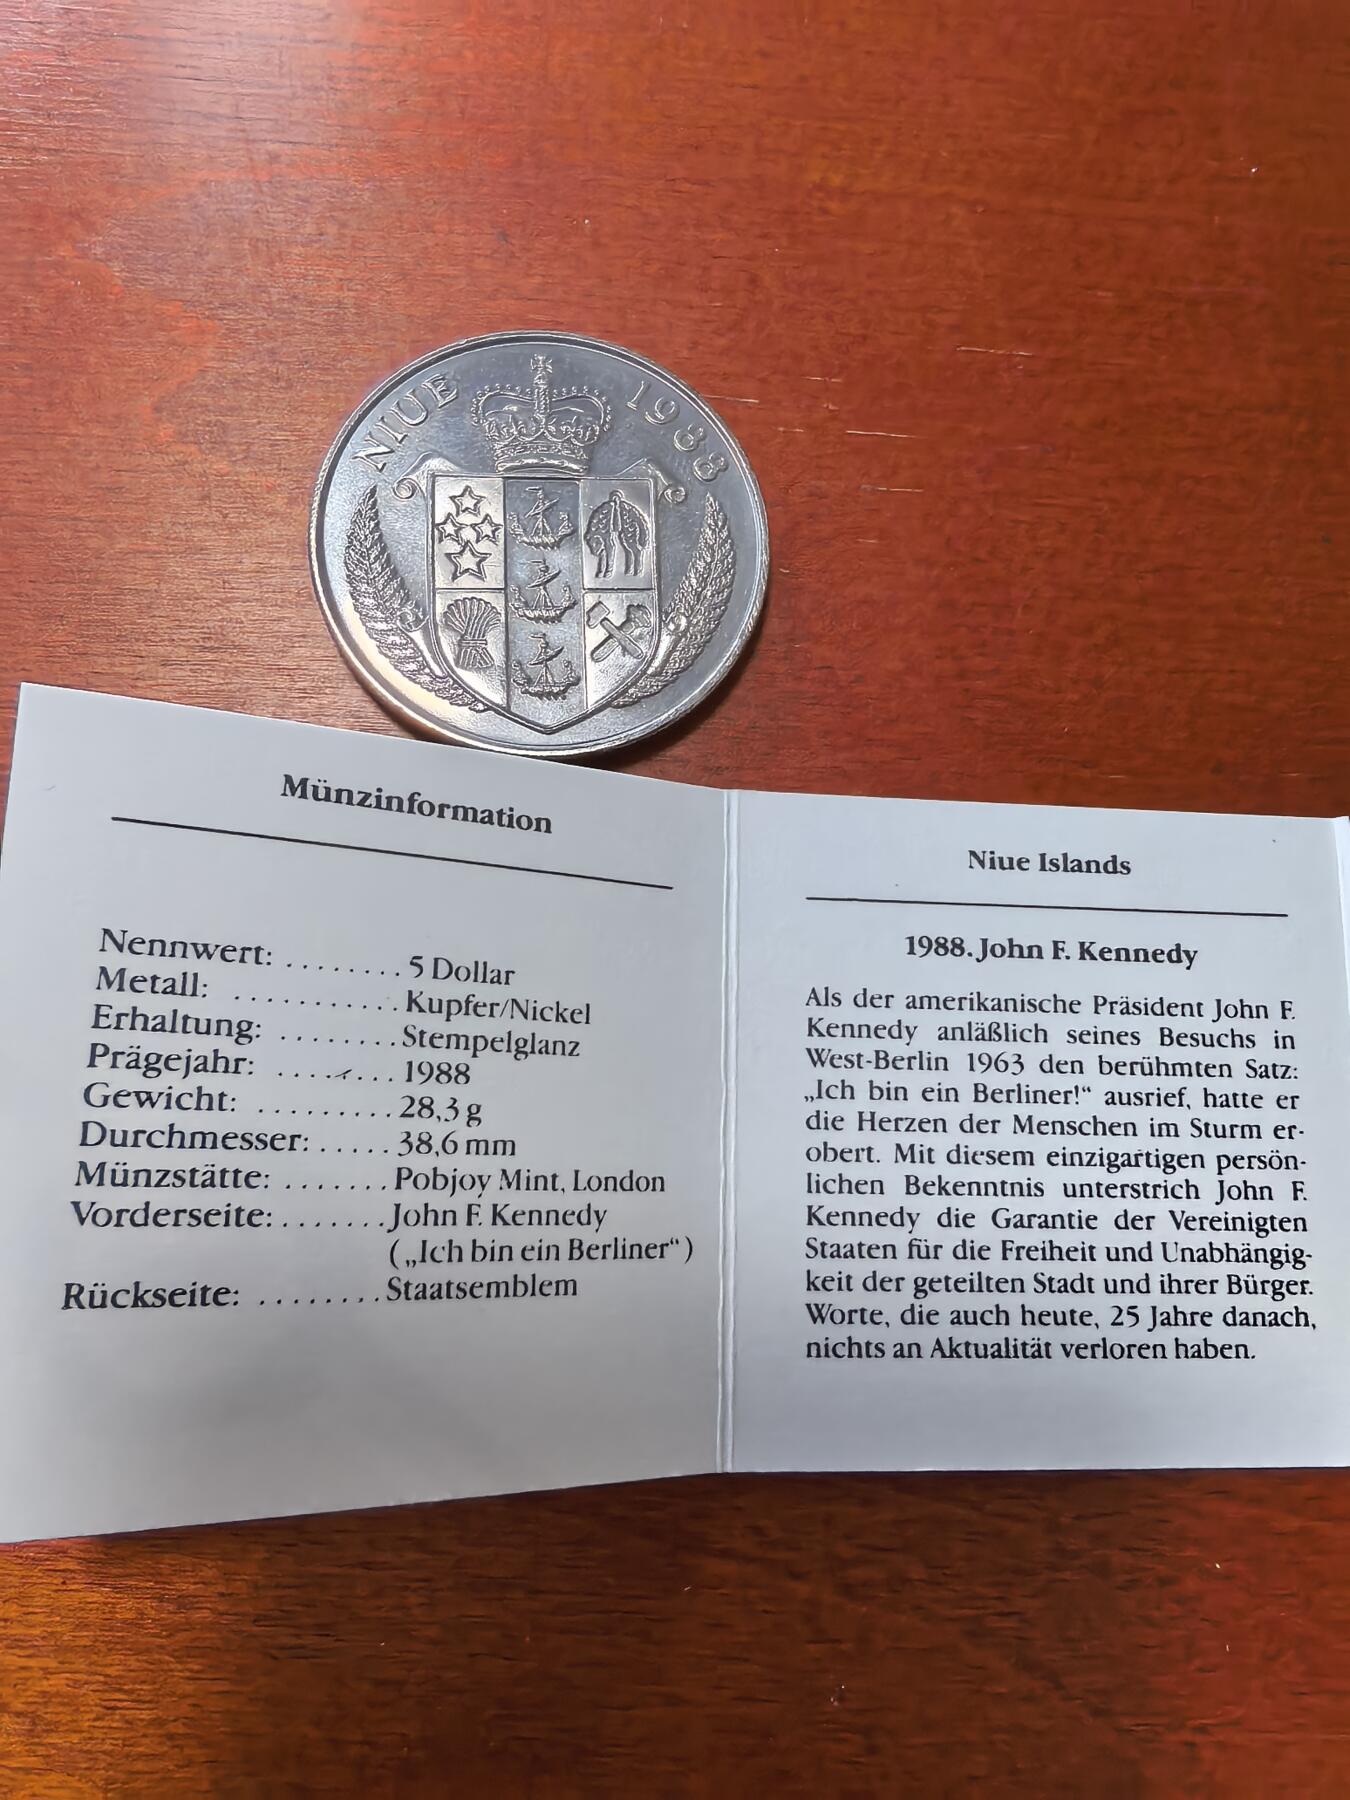 NIUE 1988
Münzinformation
Nennwert: ........ 5 Dollar
Metall: ........... Kupfer/Nickel
Erhaltung: ........ Stempelglanz
Prägejahr: ........ 1988
Gewicht: ......... 28,3 g
Durchmesser: ..... 38,6 mm
Münzstätte: ....... Pobjoy Mint, London
Vorderseite: ....... John F. Kennedy
(„Ich bin ein Berliner“)
Rückseite: ........ Staatsemblem
Niue Islands
1988. John F. Kennedy
Als der amerikanische Präsident John F.
Kennedy anläßlich seines Besuchs in
West-Berlin 1963 den berühmten Satz:
„Ich bin ein Berliner!“ ausrief, hatte er
die Herzen der Menschen im Sturm er-
obert. Mit diesem einzigartigen persön-
lichen Bekenntnis unterstrich John F.
Kennedy die Garantie der Vereinigten
Staaten für die Freiheit und Unabhängig-
keit der geteilten Stadt und ihrer Bürger.
Worte, die auch heute, 25 Jahre danach,
nichts an Aktualität verloren haben.